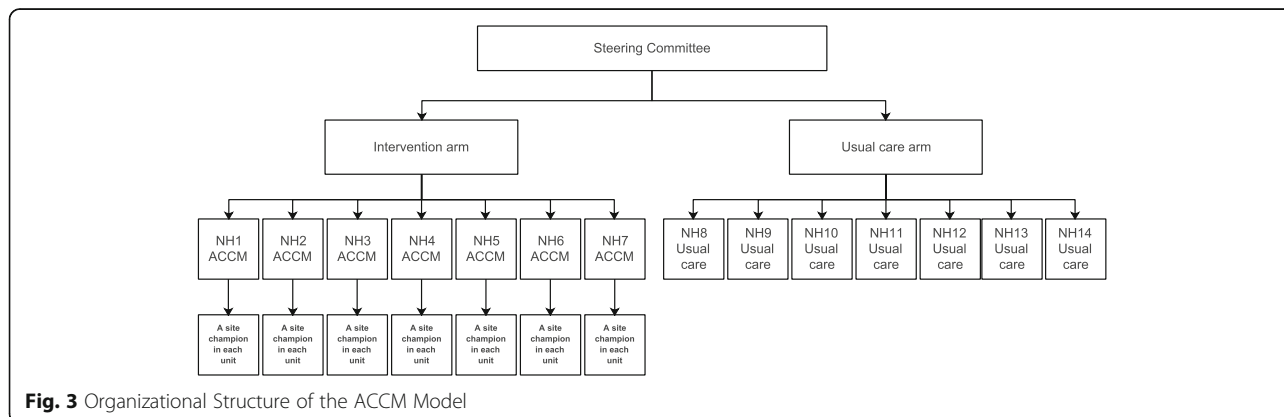 Steering Committee
Intervention arm
Usual care arm
NH1
ACCM
NH2
ACCM
NH3
ACCM
NH4
ACCM
NH5
ACCM
NH6
ACCM
NH7
ACCM
NH8
Usual
care
NH9
Usual
care
NH10
Usual
care
NH11
Usual
care
NH12
Usual
care
NH13
Usual
care
NH14
Usual
care
A site
champion
in each
unit
A site
champion
in each
unit
A site
champion
in each
unit
A site
champion
in each
unit
A site
champion
in each
unit
A site
champion
in each
unit
A site
champion
in each
unit
Fig. 3 Organizational Structure of the ACCM Model